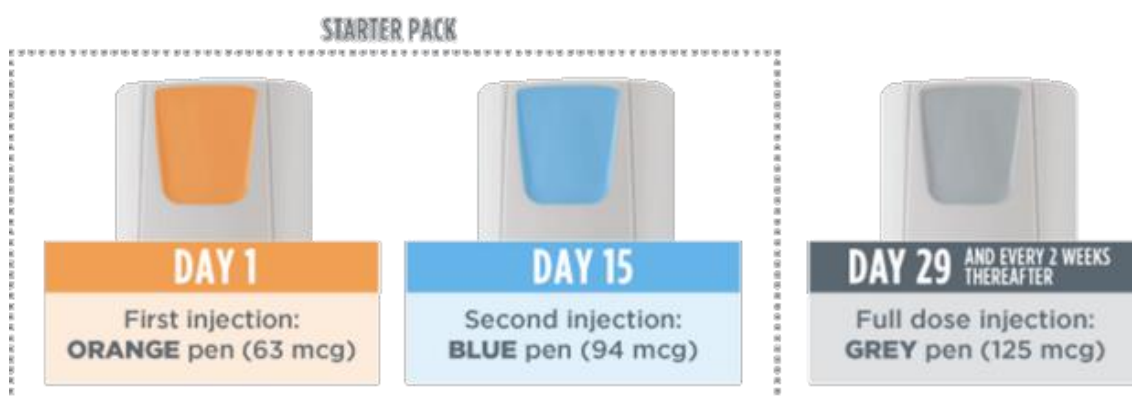 STARTER PACK
DAY 1
First injection:
ORANGE pen (63 mcg)
DAY 15
Second injection:
BLUE pen (94 mcg)
DAY 29 AND EVERY 2 WEEKS
THEREAFTER
Full dose injection:
GREY pen (125 mcg)